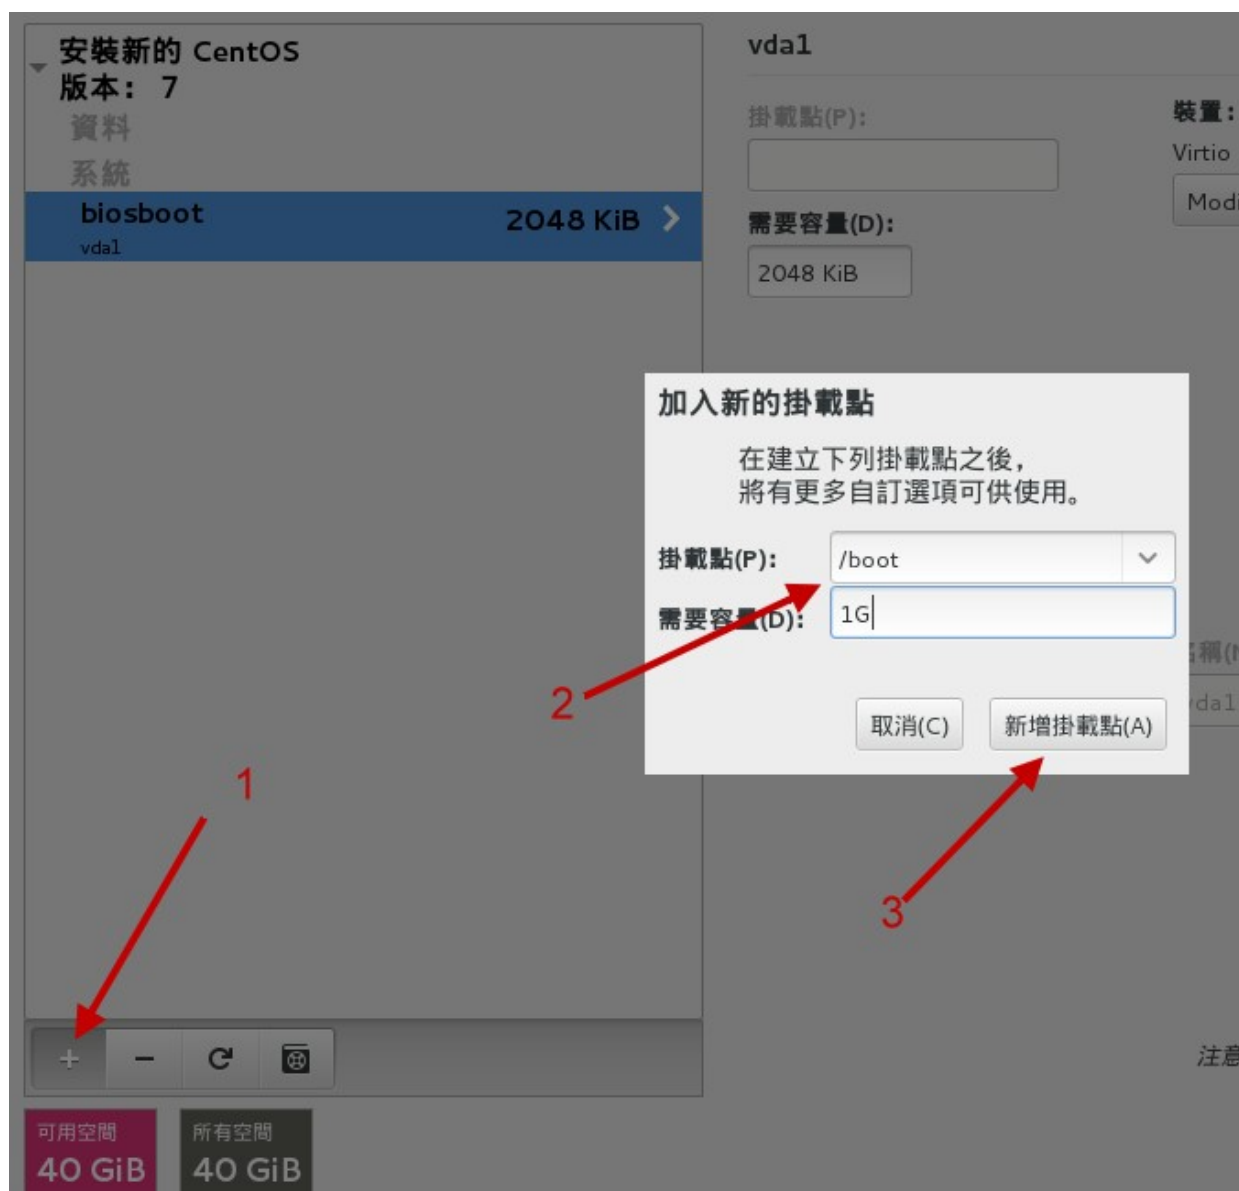 安裝新的 CentOS
版本： 7
資料
系統
biosboot
2048 KiB
vda1
vda1
掛載點(P):
裝置：
Virtio
Modi
需要容量(D):
2048 KiB
加入新的掛載點
在建立下列掛載點之後，
將有更多自訂選項可供使用。
掛載點(P):
/boot
需要容量(D):
1G
取消(C)
新增掛載點(A)
vda1
1
2
3
+
-
注意
可用空間
40 GiB
所有空間
40 GiB